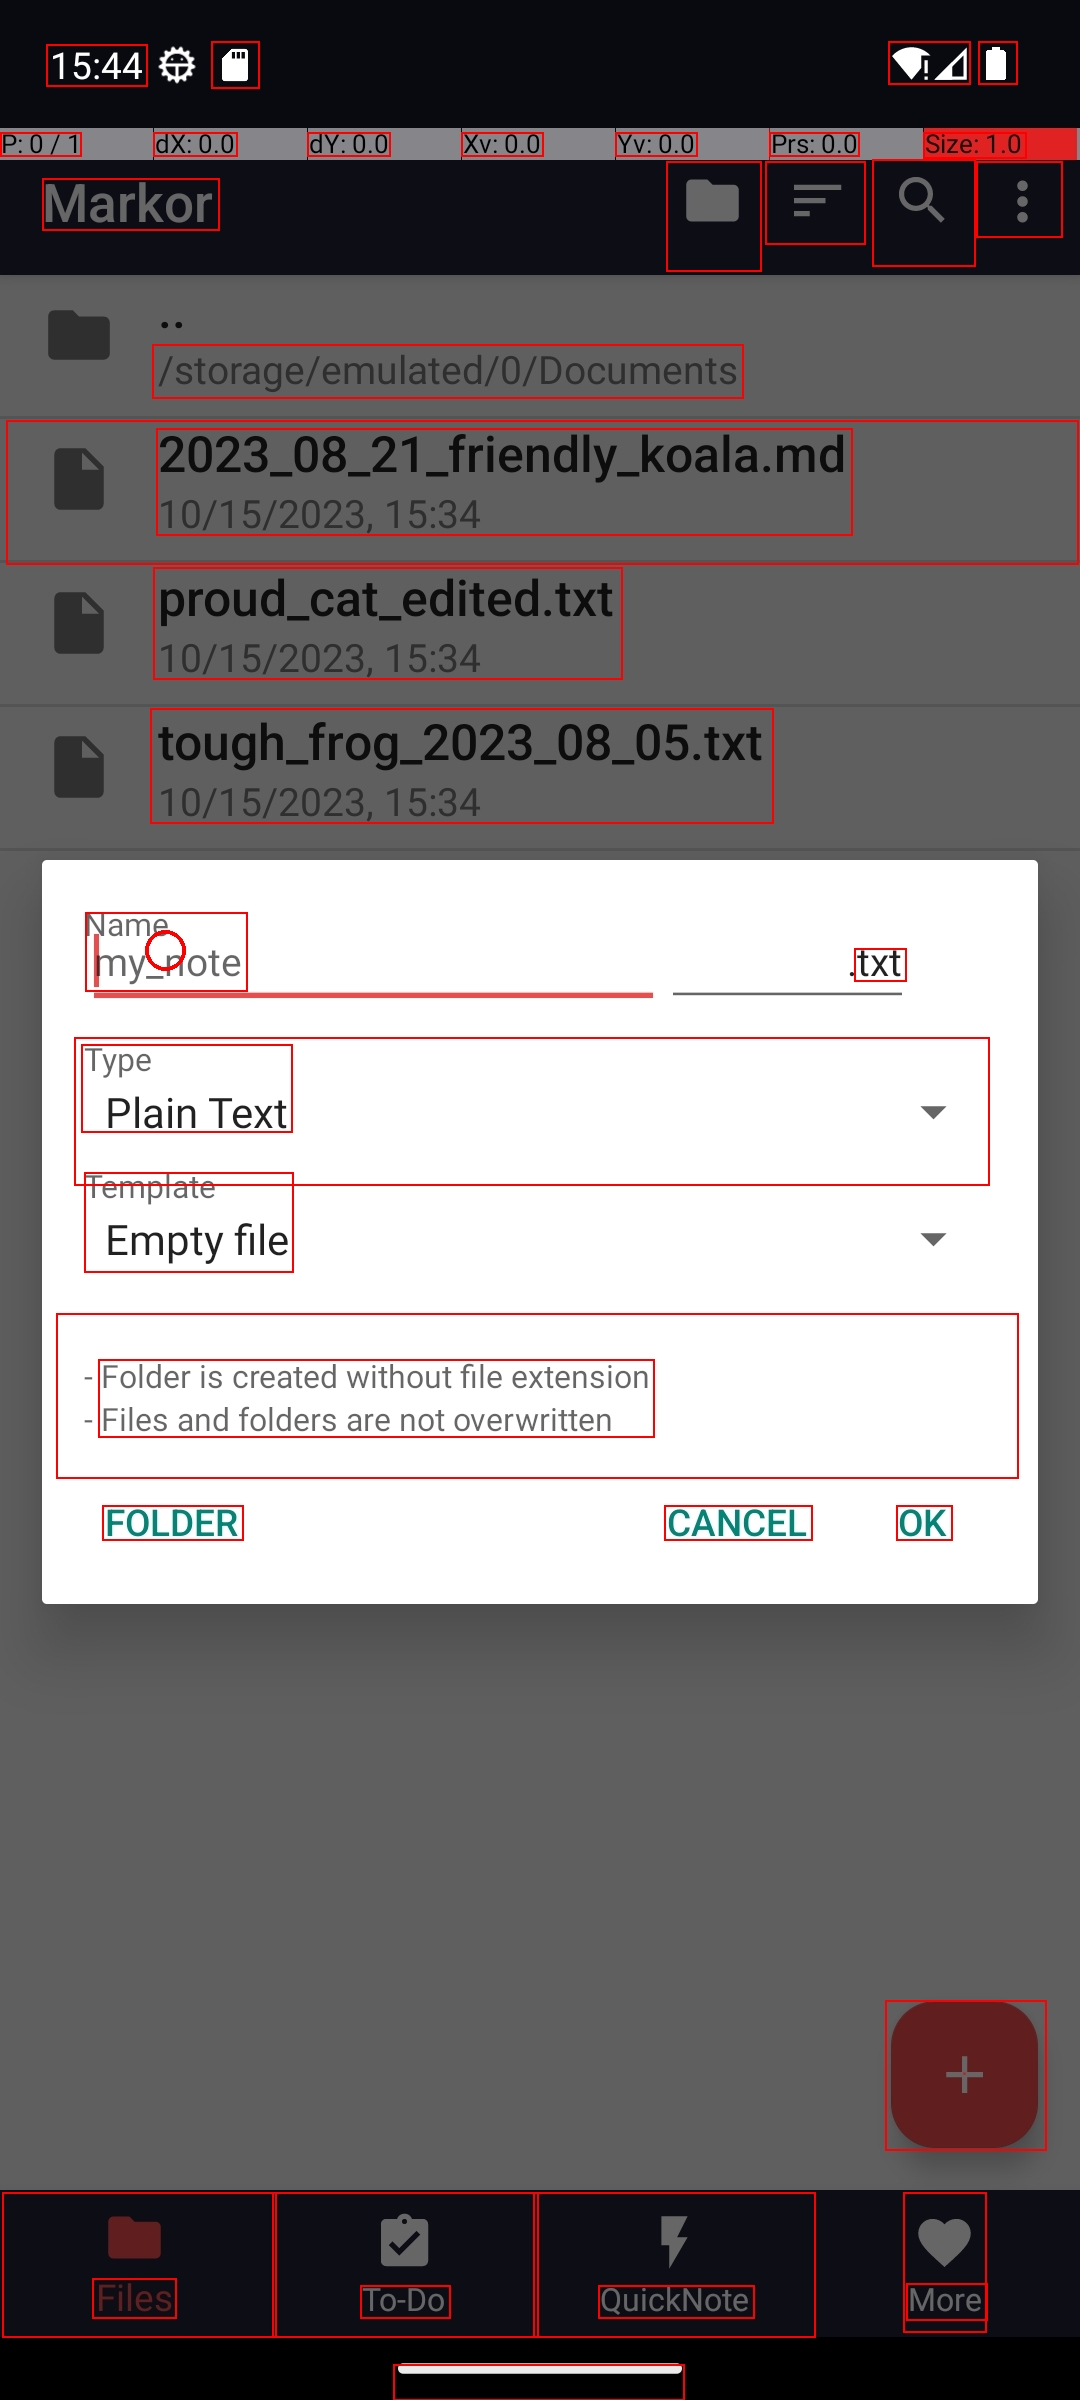 15:44
P: 0 / 1 dX: 0.0 dY: 0.0 Xv: 0.0 Yv: 0.0 Prs: 0.0 Size: 1.0
Markor
..
/storage/emulated/0/Documents
2023_08_21_friendly_koala.md
10/15/2023, 15:34
proud_cat_edited.txt
10/15/2023, 15:34
tough_frog_2023_08_05.txt
10/15/2023, 15:34
Name
my_note .txt
Type
Plain Text
Template
Empty file
- Folder is created without file extension
- Files and folders are not overwritten
FOLDER CANCEL OK
Files To-Do QuickNote More